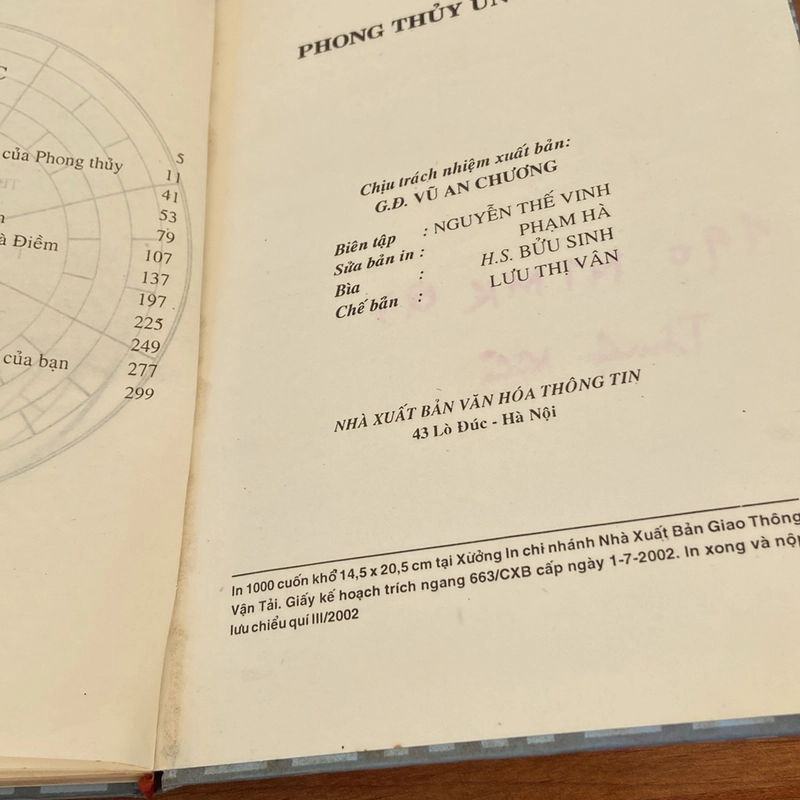 C
của Phong thủy 5
11
41
53
à Điềm 79
107
137
197
225
249
của bạn 277
299
PHONG THỦY
Chịu trách nhiệm xuất bản:
G.Đ. VŨ AN CHƯƠNG
Biên tập : NGUYỄN THẾ VINH
Sửa bản in : PHẠM HÀ
Bìa : H.S. BỬU SINH
Chế bản : LƯU THỊ VÂN
NHÀ XUẤT BẢN VĂN HÓA THÔNG TIN
43 Lò Đúc - Hà Nội
In 1000 cuốn khổ 14,5 x 20,5 cm tại Xưởng In chi nhánh Nhà Xuất Bản Giao Thông
Vận Tải. Giấy kế hoạch trích ngang 663/CXB cấp ngày 1-7-2002. In xong và nộp
lưu chiểu quí III/2002